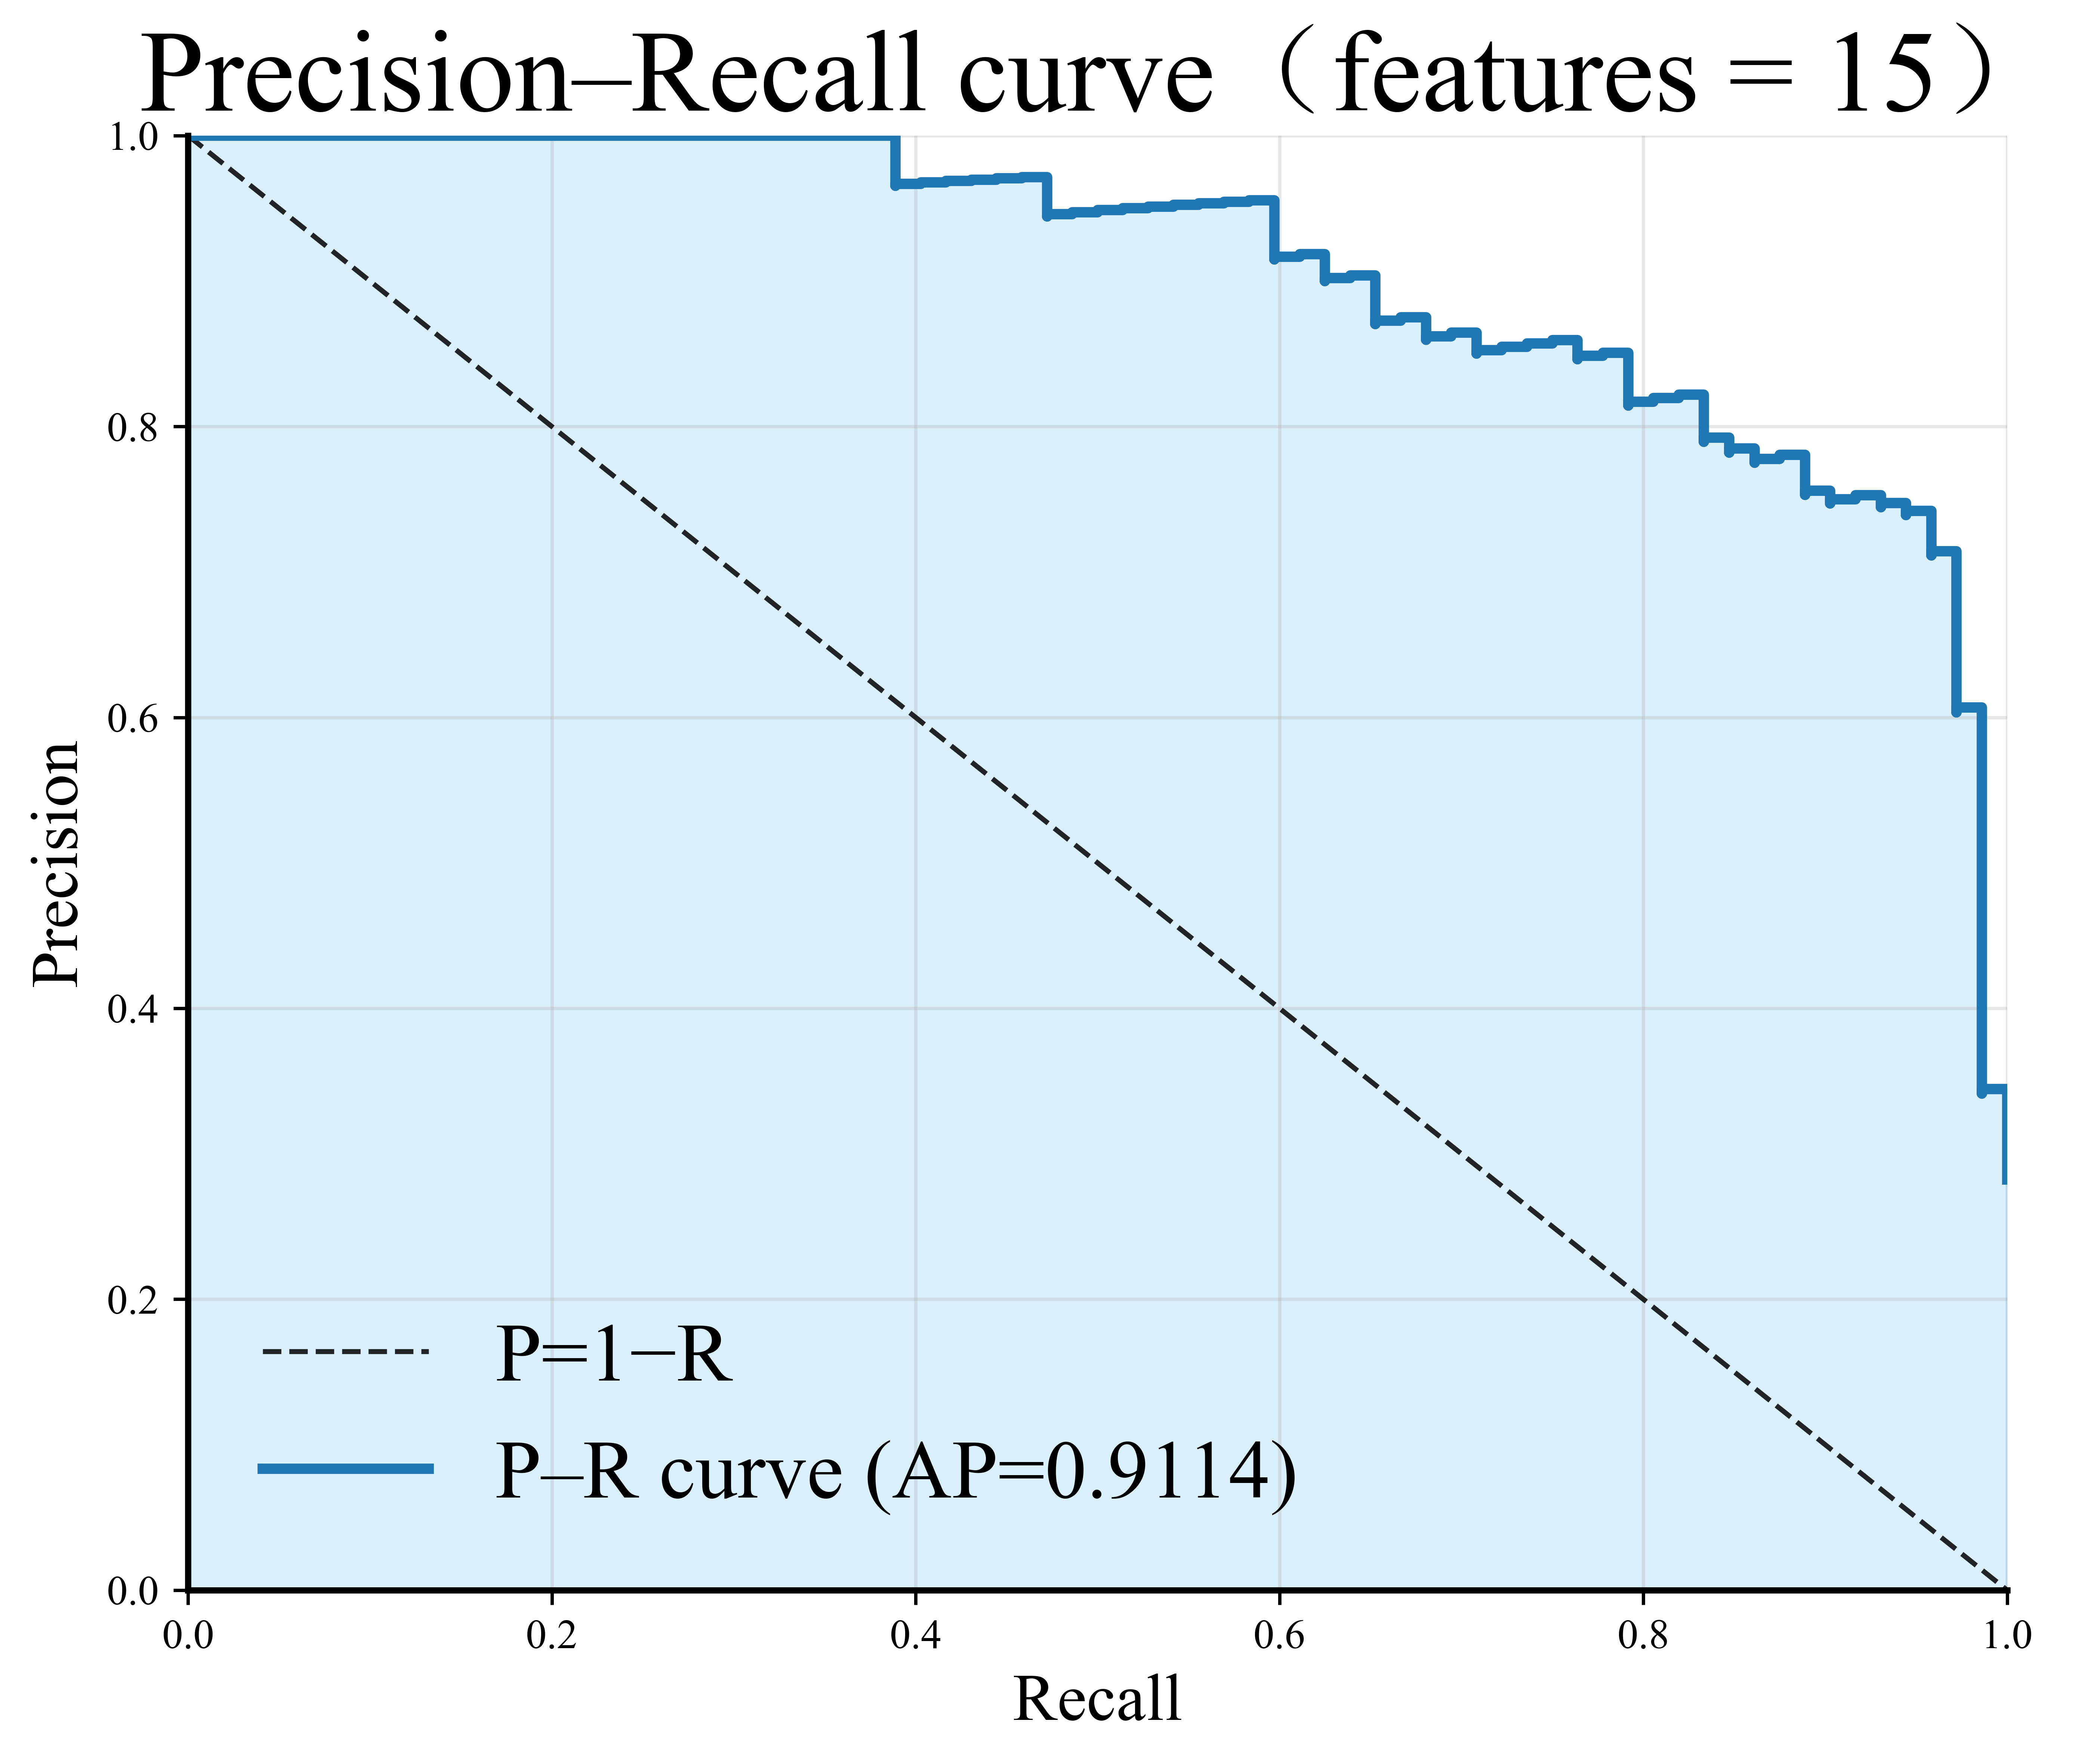 Precision–Recall curve（features = 15）
1.0
0.8
0.6
0.4
0.2
0.0
Precision
P=1−R
P–R curve (AP=0.9114)
0.0 0.2 0.4 0.6 0.8 1.0
Recall